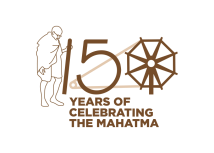 150
YEARS OF
CELEBRATING
THE MAHATMA